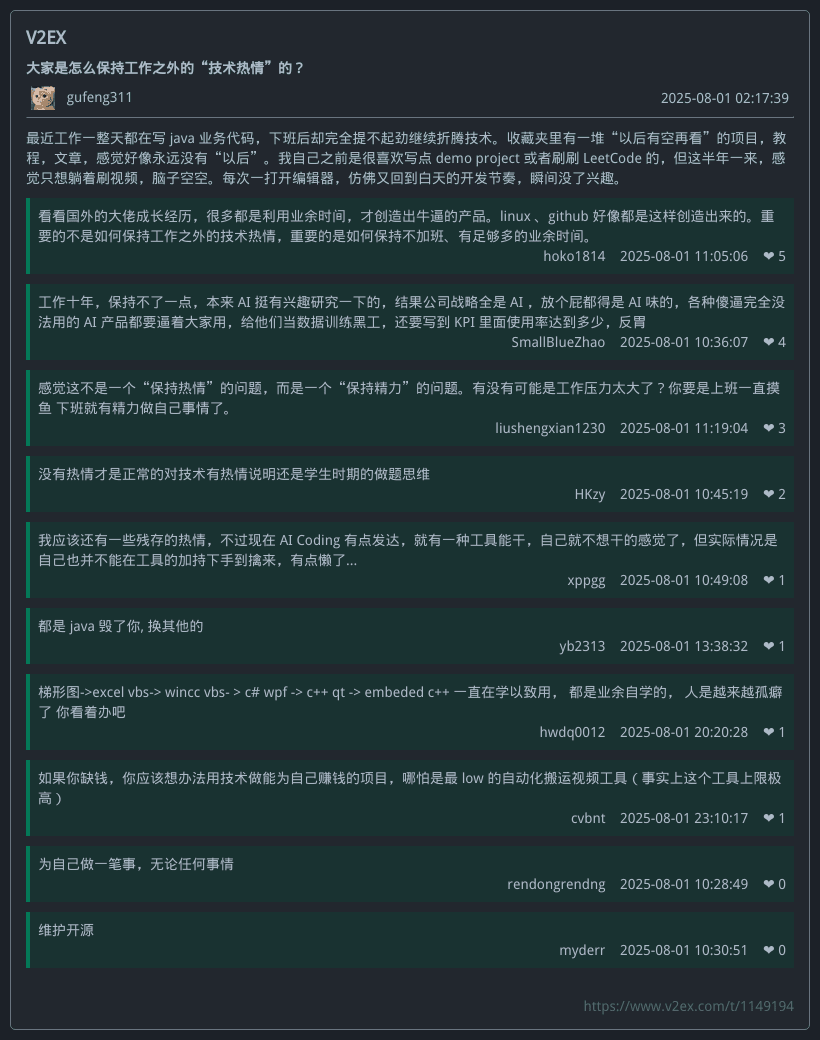 V2EX
大家是怎么保持工作之外的“技术热情”的？
gufeng311 2025-08-01 02:17:39
最近工作一整天都在写 java 业务代码，下班后却完全提不起劲继续折腾技术。收藏夹里有一堆“以后有空再看”的项目，教
程，文章，感觉好像永远没有“以后”。我自己之前是很喜欢写点 demo project 或者刷刷 LeetCode 的，但这半年一来，感
觉只想躺着刷视频，脑子空空。每次一打开编辑器，仿佛又回到白天的开发节奏，瞬间没了兴趣。
看看国外的大佬成长经历，很多都是利用业余时间，才创造出牛逼的产品。linux 、github 好像都是这样创造出来的。重
要的不是如何保持工作之外的技术热情，重要的是如何保持不加班、有足够多的业余时间。
hoko1814 2025-08-01 11:05:06 ❤ 5
工作十年，保持不了一点，本来 AI 挺有兴趣研究一下的，结果公司战略全是 AI ，放个屁都得是 AI 味的，各种傻逼完全没
法用的 AI 产品都要逼着大家用，给他们当数据训练黑工，还要写到 KPI 里面使用率达到多少，反胃
SmallBlueZhao 2025-08-01 10:36:07 ❤ 4
感觉这不是一个“保持热情”的问题，而是一个“保持精力”的问题。有没有可能是工作压力太大了？你要是上班一直摸
鱼 下班就有精力做自己事情了。
liushengxian1230 2025-08-01 11:19:04 ❤ 3
没有热情才是正常的对技术有热情说明还是学生时期的做题思维
HKzy 2025-08-01 10:45:19 ❤ 2
我应该还有一些残存的热情，不过现在 AI Coding 有点发达，就有一种工具能干，自己就不想干的感觉了，但实际情况是
自己也并不能在工具的加持下手到擒来，有点懒了...
xppgg 2025-08-01 10:49:08 ❤ 1
都是 java 毁了你, 换其他的
yb2313 2025-08-01 13:38:32 ❤ 1
梯形图->excel vbs-> wincc vbs- > c# wpf -> c++ qt -> embeded c++ 一直在学以致用， 都是业余自学的， 人是越来越孤癖
了 你看着办吧
hwdq0012 2025-08-01 20:20:28 ❤ 1
如果你缺钱，你应该想办法用技术做能为自己赚钱的项目，哪怕是最 low 的自动化搬运视频工具（事实上这个工具上限极
高）
cvbnt 2025-08-01 23:10:17 ❤ 1
为自己做一笔事，无论任何事情
rendongrendng 2025-08-01 10:28:49 ❤ 0
维护开源
myderr 2025-08-01 10:30:51 ❤ 0
https://www.v2ex.com/t/1149194